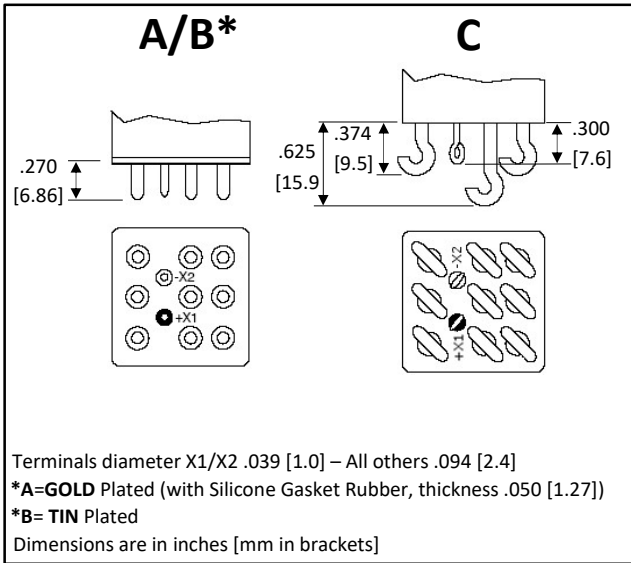 A/B*
C
.270
[6.86]
.625
[15.9
.374
[9.5]
.300
[7.6]
-X2
+X1
-X2
+X1
Terminals diameter X1/X2 .039 [1.0] – All others .094 [2.4]
*A=GOLD Plated (with Silicone Gasket Rubber, thickness .050 [1.27])
*B= TIN Plated
Dimensions are in inches [mm in brackets]